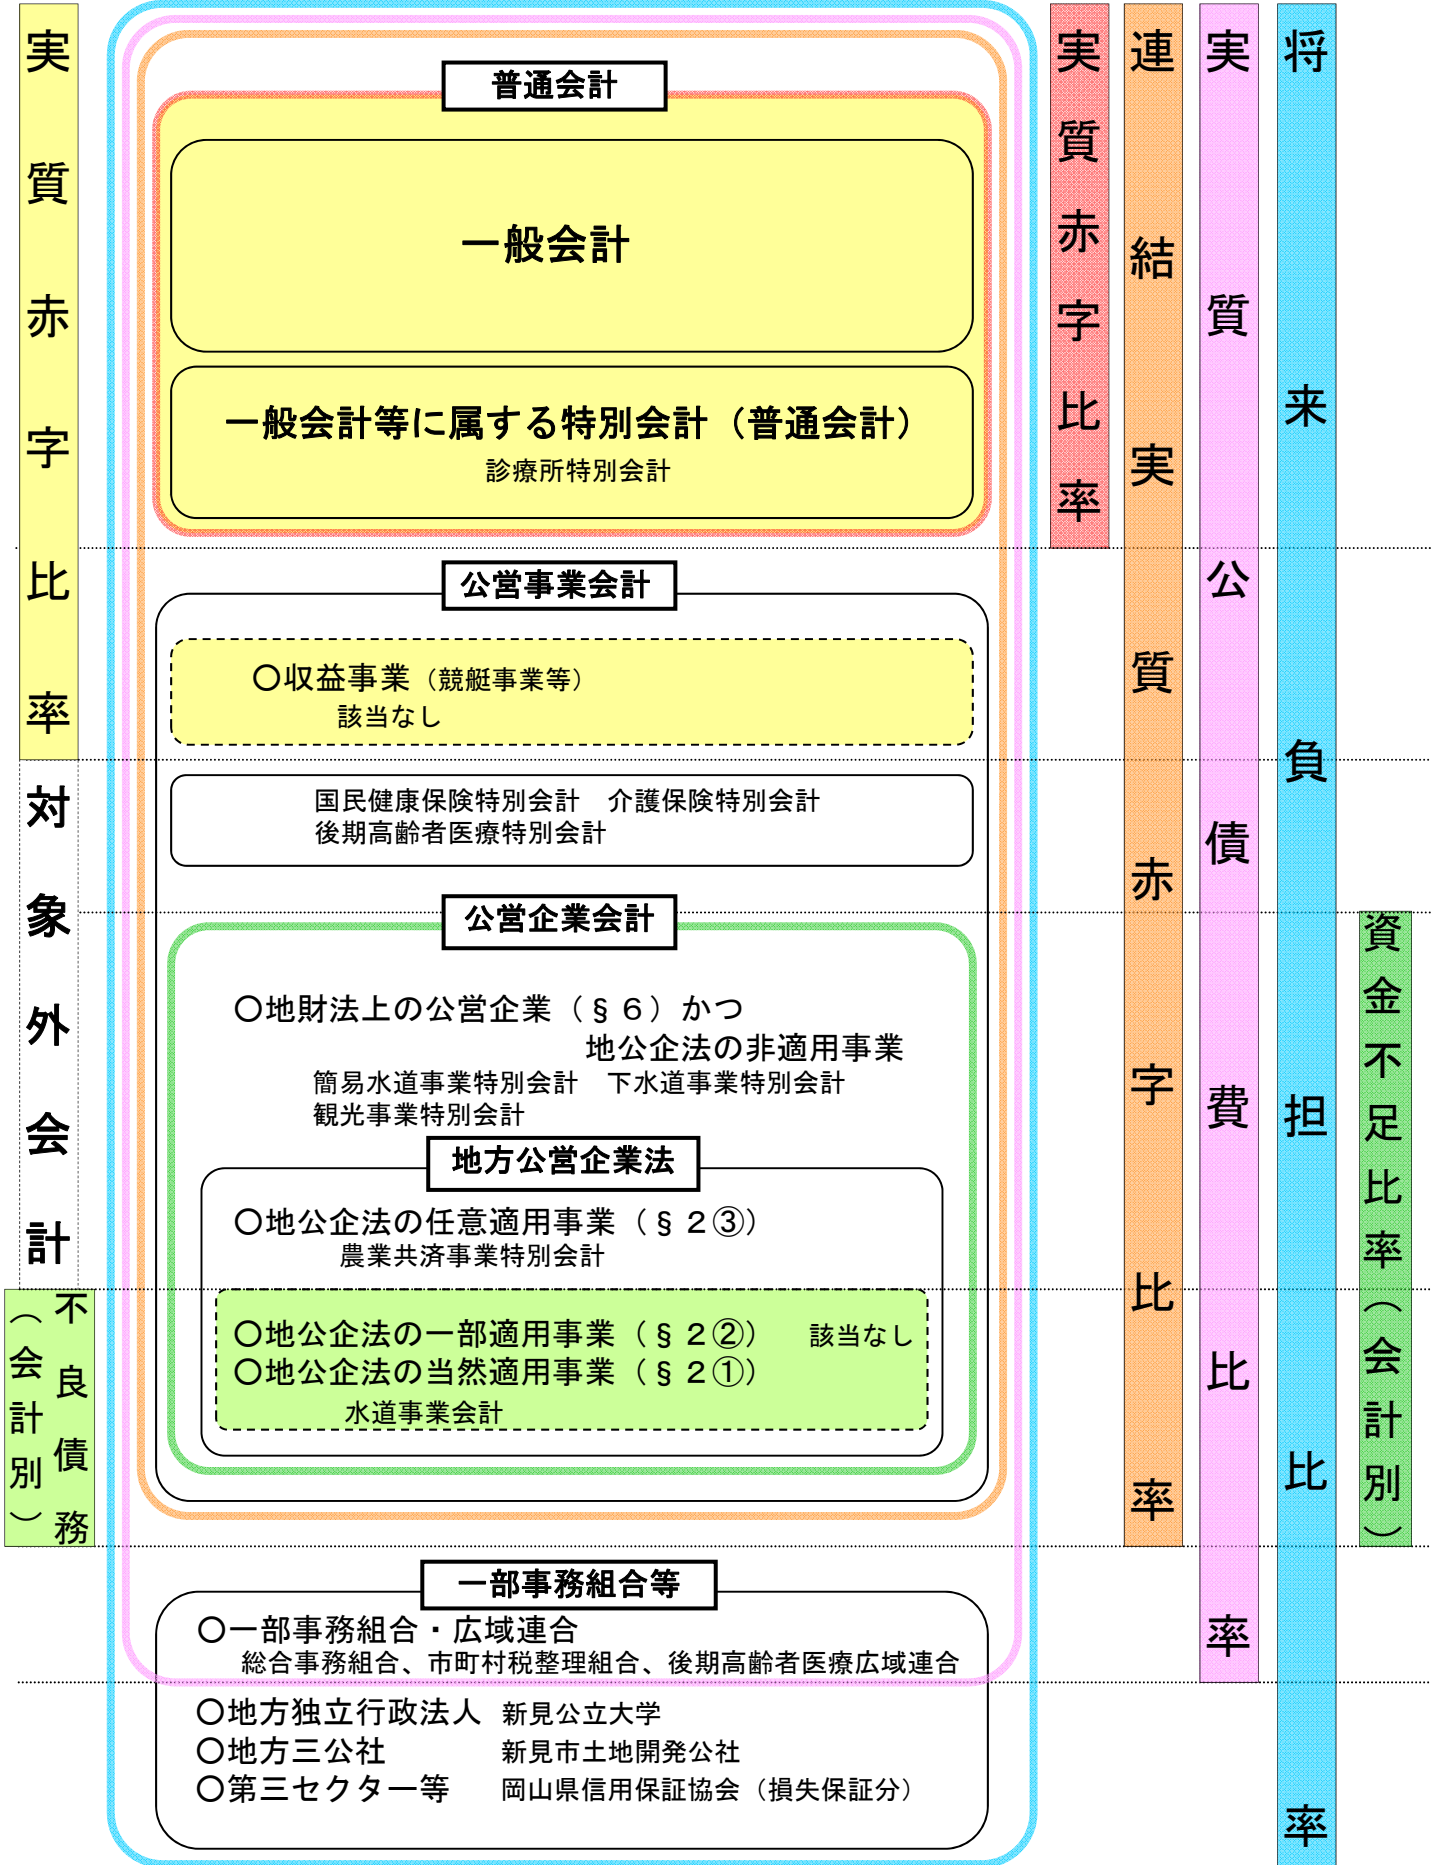 実質赤字比率
対象外会計
不良債務
（会計別）
普通会計
一般会計
一般会計等に属する特別会計（普通会計）
診療所特別会計
公営事業会計
〇収益事業（競艇事業等）
該当なし
国民健康保険特別会計　介護保険特別会計
後期高齢者医療特別会計
公営企業会計
〇地財法上の公営企業（§６）かつ
地公企法の非適用事業
簡易水道事業特別会計　下水道事業特別会計
観光事業特別会計
地方公営企業法
〇地公企法の任意適用事業（§２③）
農業共済事業特別会計
〇地公企法の一部適用事業（§２②）　該当なし
〇地公企法の当然適用事業（§２①）
水道事業会計
一部事務組合等
〇一部事務組合・広域連合
総合事務組合、市町村税整理組合、後期高齢者医療広域連合
〇地方独立行政法人　新見公立大学
〇地方三公社　新見市土地開発公社
〇第三セクター等　岡山県信用保証協会（損失保証分）
実質赤字比率
連結実質赤字比率
実質公債費比率
将来負担比率
資金不足比率（会計別）